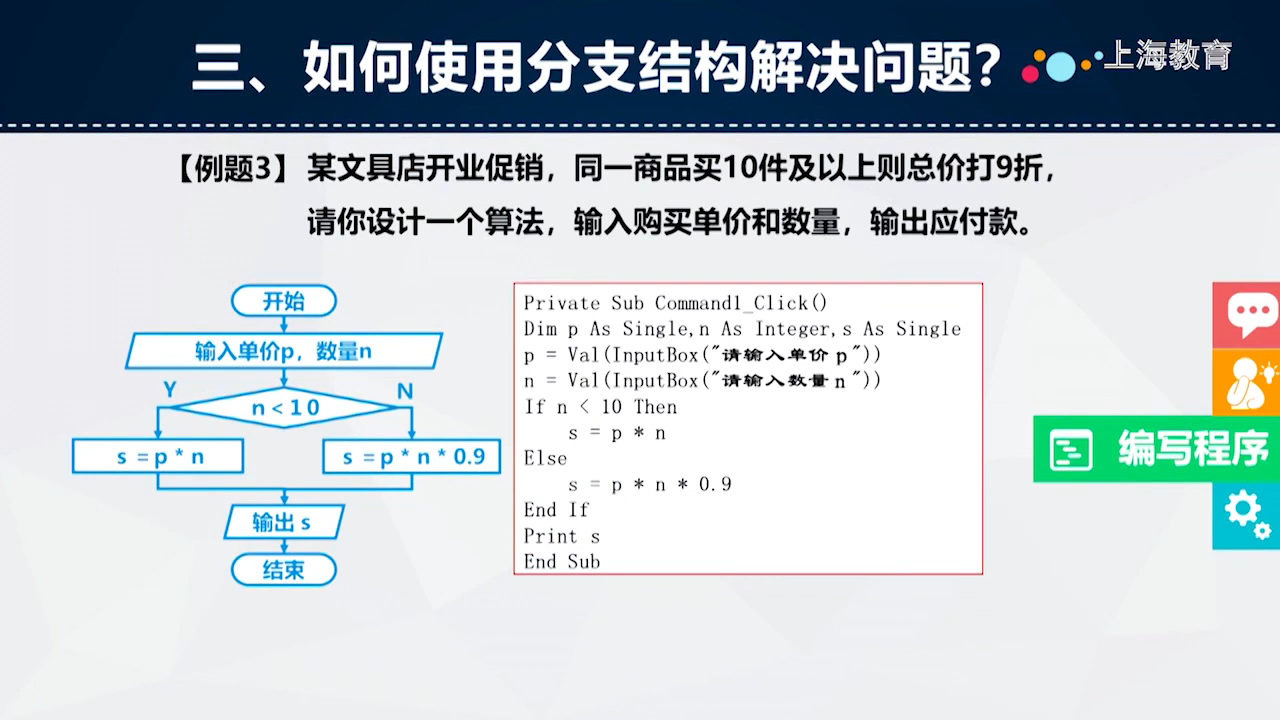 三、如何使用分支结构解决问题？
上海教育
【例题3】某文具店开业促销，同一商品买10件及以上则总价打9折，
请你设计一个算法，输入购买单价和数量，输出应付款。
开始
输入单价p，数量n
Y
N
n<10
s=p*n
s=p*n*0.9
输出s
结束
Private Sub Command1_Click()
Dim p As Single,n As Integer,s As Single
p = Val(InputBox("请输入单价p"))
n = Val(InputBox("请输入数量n"))
If n < 10 Then
s = p * n
Else
s = p * n * 0.9
End If
Print s
End Sub
编写程序